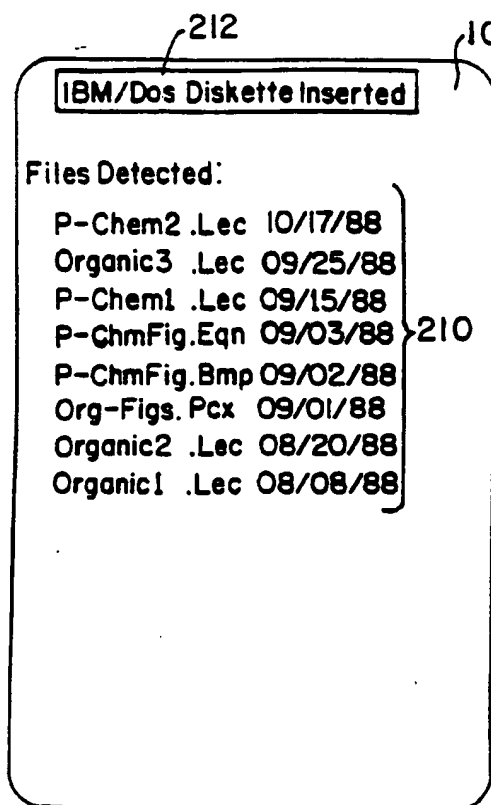 212
10
IBM/Dos Diskette Inserted
Files Detected:
P-Chem2 .Lec 10/17/88
Organic3 .Lec 09/25/88
P-Chem1 .Lec 09/15/88
P-ChmFig.Eqn 09/03/88
210
P-ChmFig.Bmp 09/02/88
Org-Figs. Pcx 09/01/88
Organic2 .Lec 08/20/88
Organic1 .Lec 08/08/88